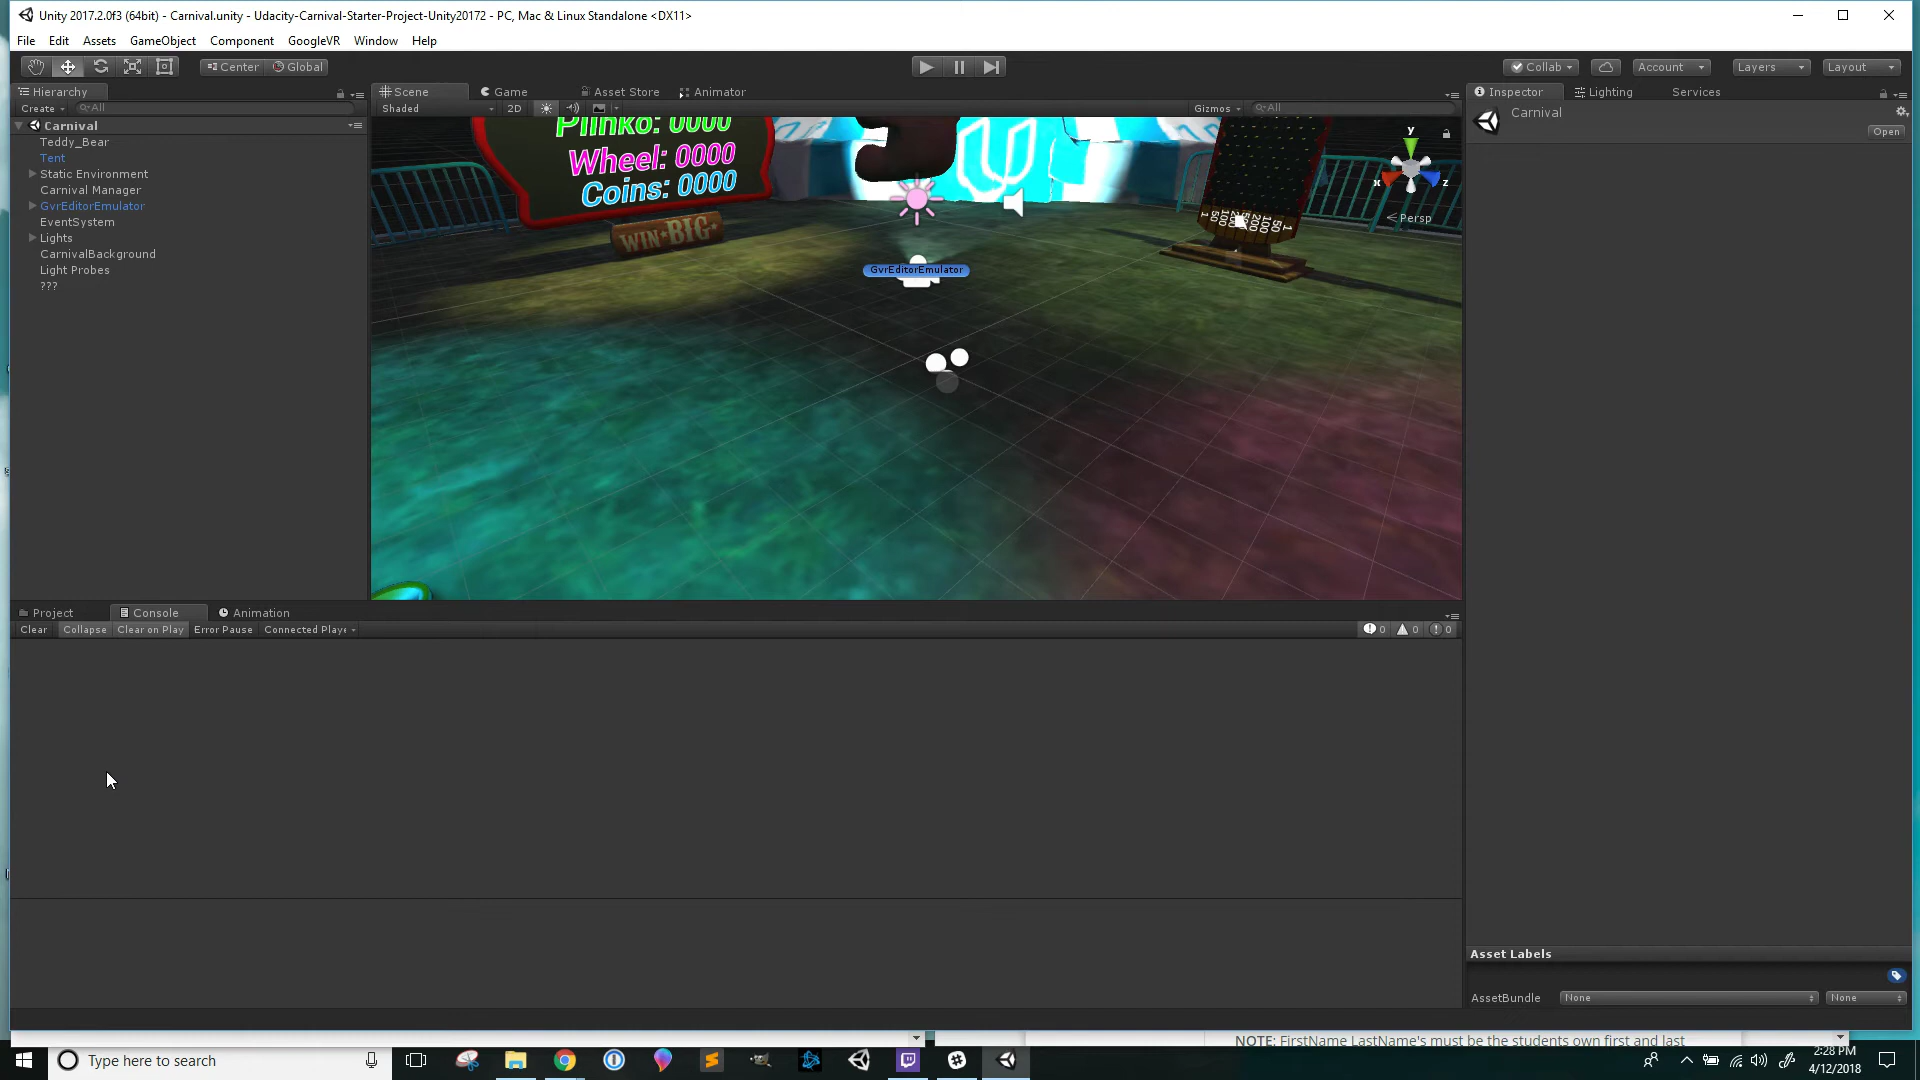 Unity 2017.2.0f3 (64bit) - Carnival.unity - Udacity-Carnival-Starter-Project-Unity20172 - PC, Mac & Linux Standalone <DX11>
File Edit Assets GameObject Component GoogleVR Window Help
Center Global Collab Account Layers Layout
Hierarchy
Create All
Carnival
Teddy_Bear
Tent
Static Environment
Carnival Manager
GvrEditorEmulator
EventSystem
Lights
CarnivalBackground
Light Probes
???
Scene Game Asset Store Animator
Shaded 2D Gizmos All
Plinko: 0000
Wheel: 0000
Coins: 0000
WIN BIG
GvrEditorEmulator
y
x
z
Persp
Inspector Lighting Services
Carnival
Open
Project Console Animation
Clear Collapse Clear on Play Error Pause Connected Playe
0 0 0
Asset Labels
AssetBundle None None
NOTE: FirstName LastName's must be the students own first and last
Type here to search
2:28 PM
4/12/2018